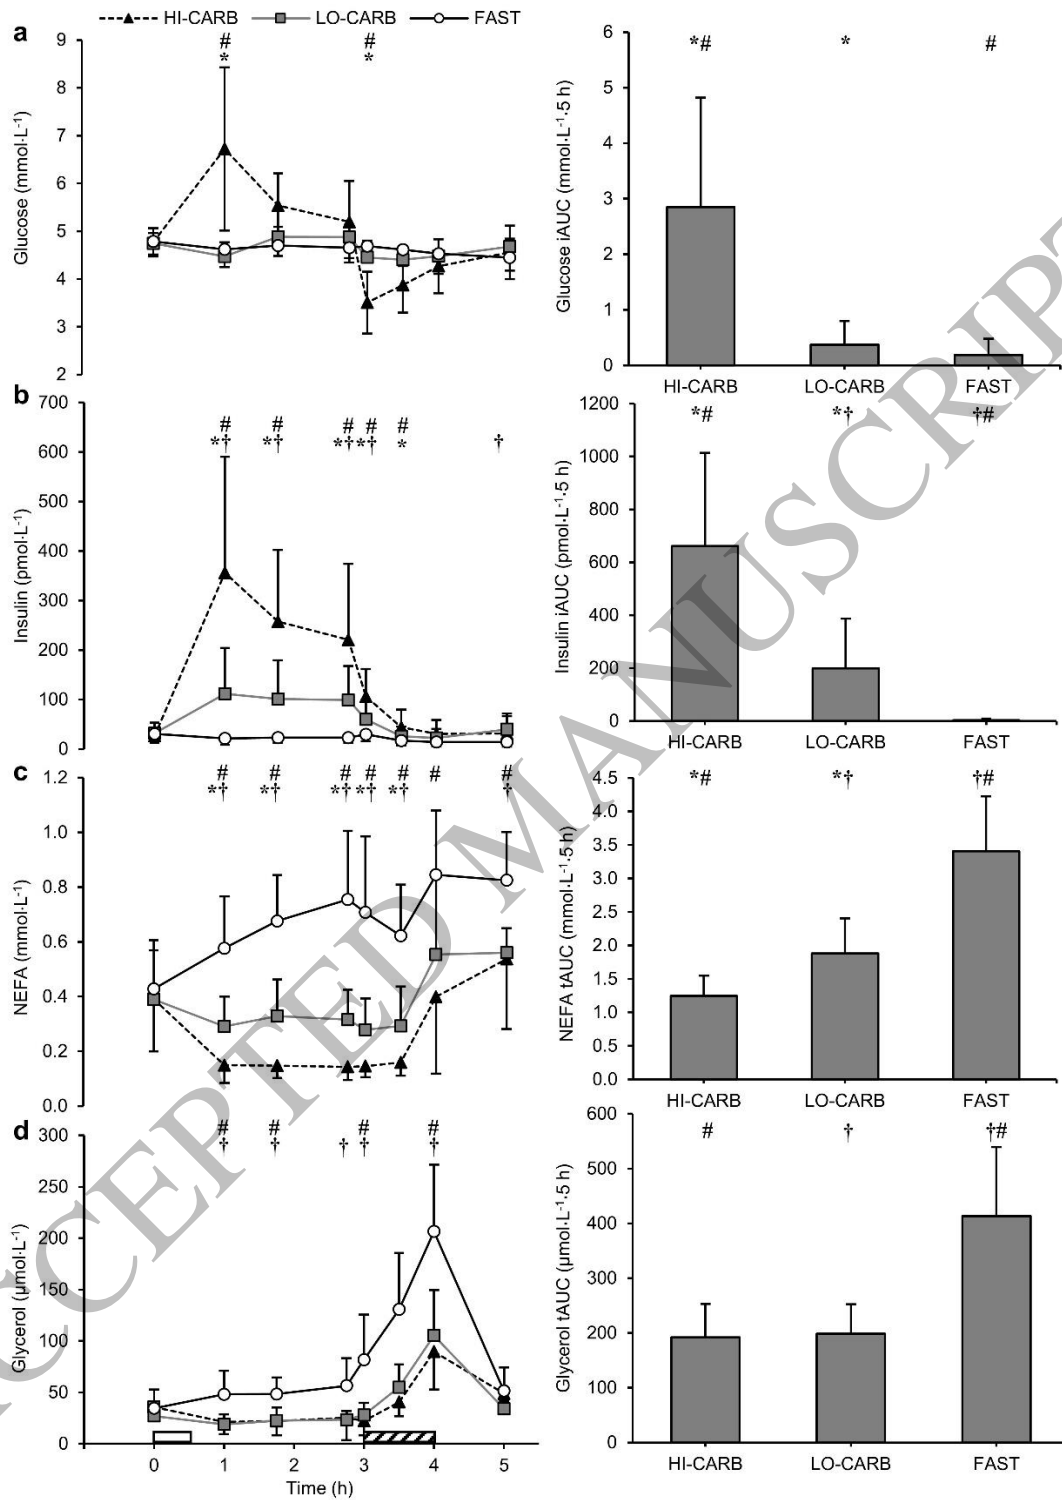 HI-CARB LO-CARB FAST
a
9
8
7
6
5
4
3
2
Glucose (mmol·L⁻¹)
#
*
#
*
6
5
4
3
2
1
0
Glucose iAUC (mmol·L⁻¹·5 h)
*# * #
HI-CARB LO-CARB FAST
b
700
600
500
400
300
200
100
0
Insulin (pmol·L⁻¹)
# # # # #
*† *† *† *† * †
1200
1000
800
600
400
200
0
Insulin iAUC (pmol·L⁻¹·5 h)
*# *† †#
HI-CARB LO-CARB FAST
c
1.2
1.0
0.8
0.6
0.4
0.2
0.0
NEFA (mmol·L⁻¹)
# # # # # # #
*† *† *† *† *† †
4.5
4.0
3.5
3.0
2.5
2.0
1.5
1.0
0.5
0.0
NEFA tAUC (mmol·L⁻¹·5 h)
*# *† †#
HI-CARB LO-CARB FAST
d
300
250
200
150
100
50
0
Glycerol (µmol·L⁻¹)
# # # #
† † † † †
0 1 2 3 4 5
Time (h)
600
500
400
300
200
100
0
Glycerol tAUC (µmol·L⁻¹·5 h)
# † †#
HI-CARB LO-CARB FAST
ACCEPTED MANUSCRIPT